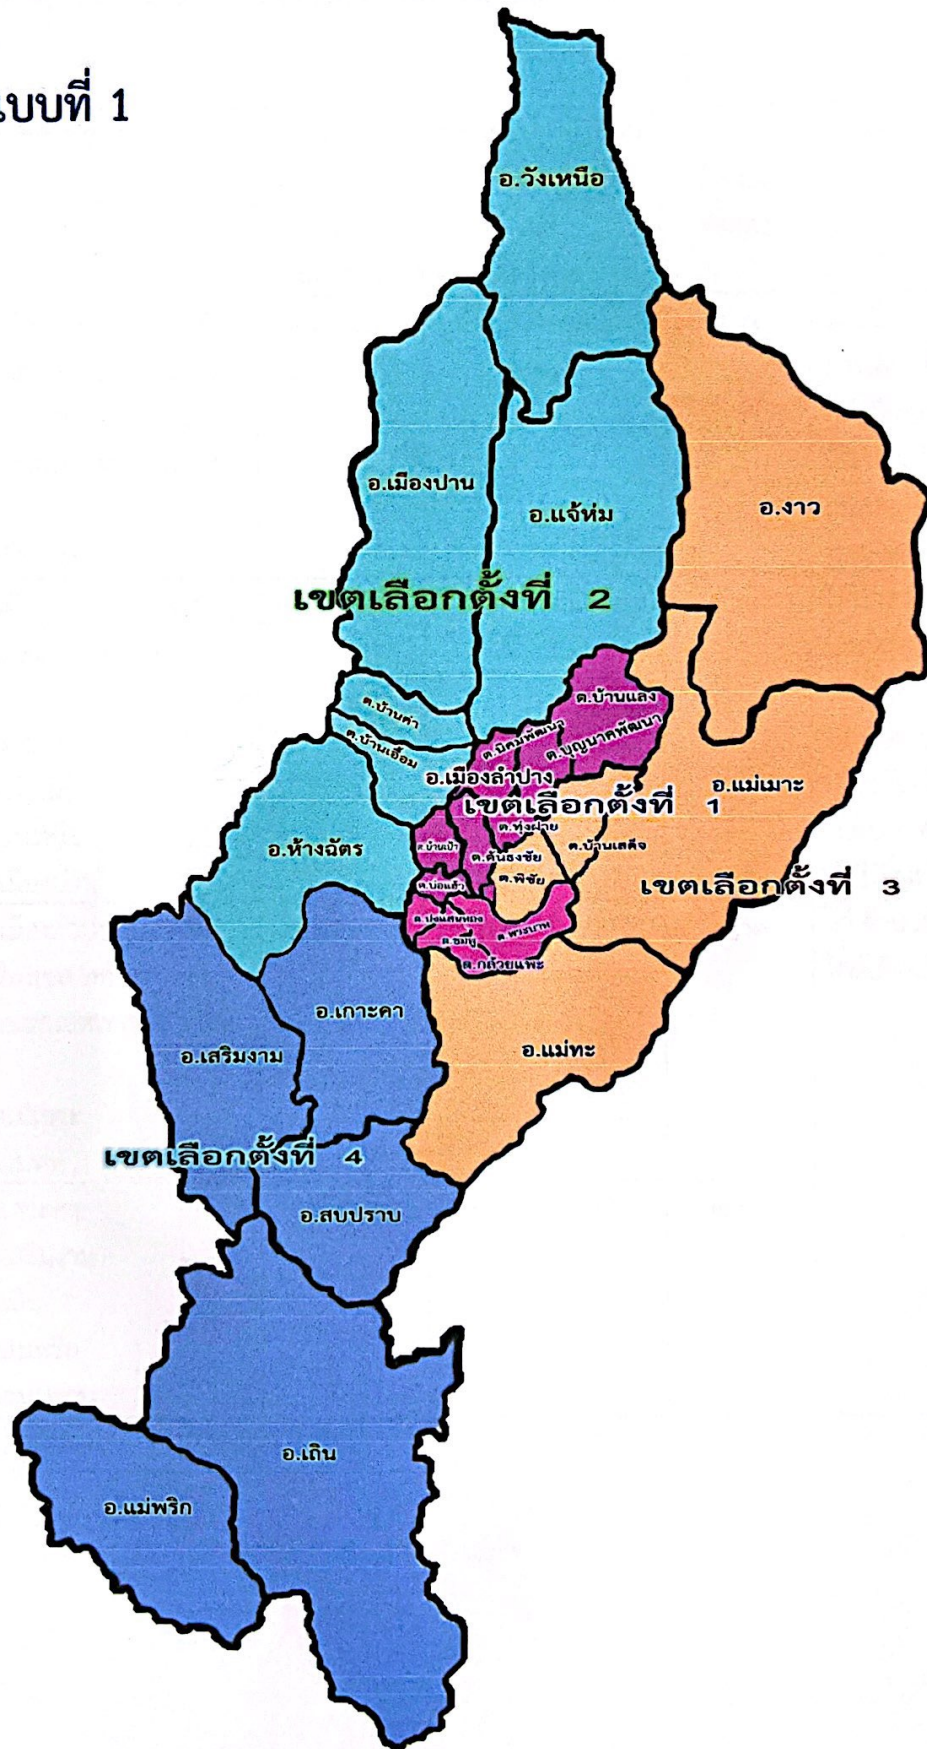 แบบที่ 1
อ.วังเหนือ
อ.เมืองปาน
อ.แจ้ห่ม
อ.งาว
เขตเลือกตั้งที่ 2
ต.บ้านแลง
ต.บ้านค่า
ต.นิคมพัฒนา
ต.บุญนาคพัฒนา
ต.บ้านเอื้อม
อ.เมืองลำปาง
อ.แม่เมาะ
เขตเลือกตั้งที่ 1
ต.ทุ่งฝาย
อ.ห้างฉัตร
ต.บ้านเป้า
ต.ต้นธงชัย
ต.บ้านเสด็จ
ต.พิชัย
ต.บ่อแฮ้ว
เขตเลือกตั้งที่ 3
ต.ปงแสนทอง
ต.พระบาท
ต.ชมพู
ต.กล้วยแพะ
อ.เกาะคา
อ.เสริมงาม
อ.แม่ทะ
เขตเลือกตั้งที่ 4
อ.สบปราบ
อ.เถิน
อ.แม่พริก